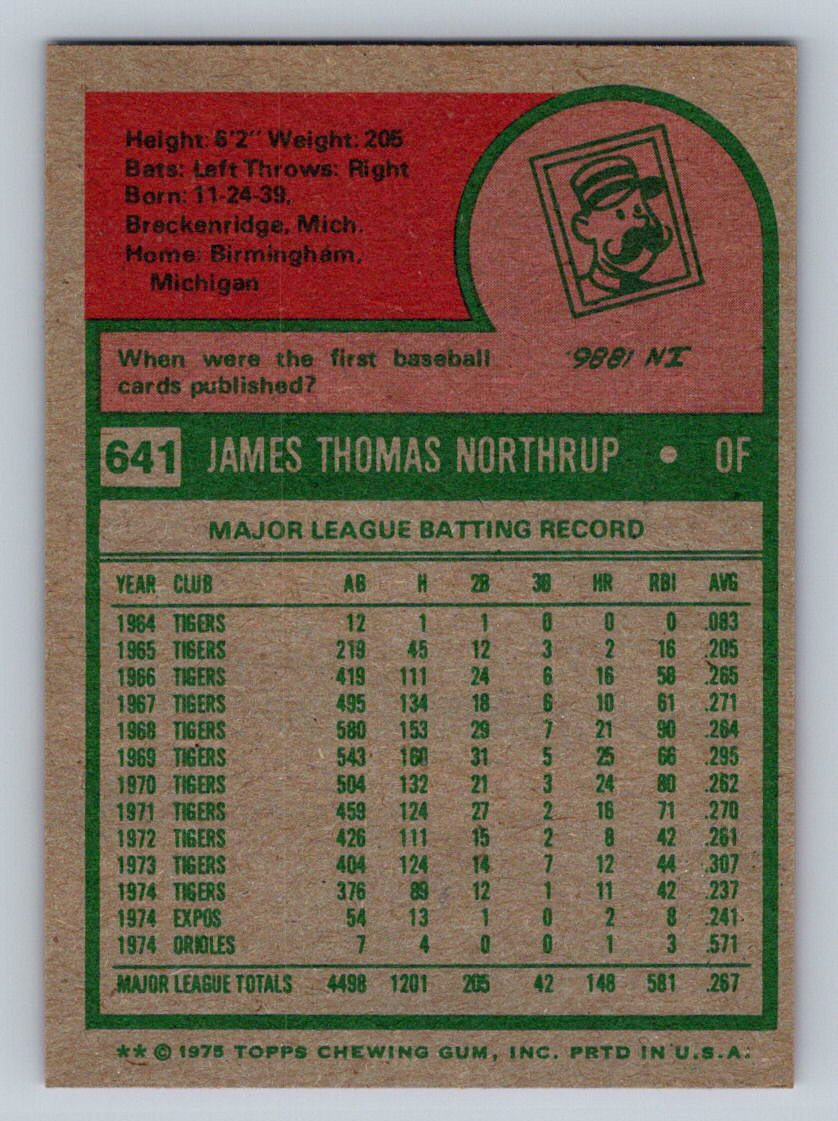 Height: 6'2" Weight: 205
Bats: Left Throws: Right
Born: 11-24-39,
Breckenridge, Mich.
Home: Birmingham,
Michigan
When were the first baseball
cards published?
IN 1886.
641 JAMES THOMAS NORTHRUP • OF
MAJOR LEAGUE BATTING RECORD
YEAR CLUB AB H 2B 3B HR RBI AVG
1964 TIGERS 12 1 1 0 0 0 .083
1965 TIGERS 219 45 12 3 2 16 .205
1966 TIGERS 419 111 24 6 16 58 .265
1967 TIGERS 495 134 18 6 10 61 .271
1968 TIGERS 580 153 29 7 21 90 .264
1969 TIGERS 543 160 31 5 25 66 .295
1970 TIGERS 504 132 21 3 24 80 .262
1971 TIGERS 459 124 27 2 16 71 .270
1972 TIGERS 426 111 15 2 8 42 .261
1973 TIGERS 404 124 14 7 12 44 .307
1974 TIGERS 376 89 12 1 11 42 .237
1974 EXPOS 54 13 1 0 2 8 .241
1974 ORIOLES 7 4 0 0 1 3 .571
MAJOR LEAGUE TOTALS 4498 1201 205 42 148 581 .267
** © 1975 TOPPS CHEWING GUM, INC. PRTD IN U.S.A.